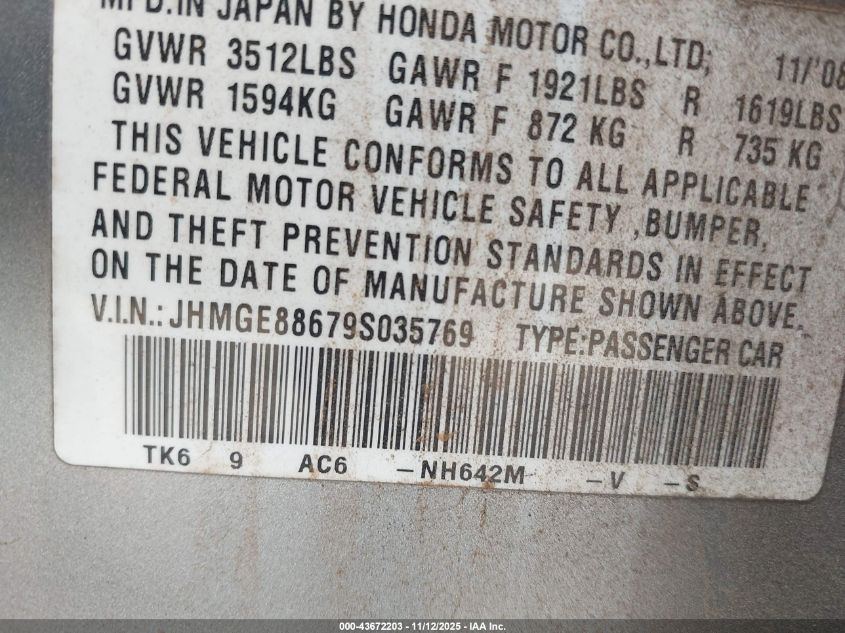 MFD.IN JAPAN BY HONDA MOTOR CO.,LTD; 11/'08
GVWR 3512LBS GAWR F 1921LBS R 1619LBS
GVWR 1594KG GAWR F 872 KG R 735 KG
THIS VEHICLE CONFORMS TO ALL APPLICABLE
FEDERAL MOTOR VEHICLE SAFETY ,BUMPER,
AND THEFT PREVENTION STANDARDS IN EFFECT
ON THE DATE OF MANUFACTURE SHOWN ABOVE.
V.I.N.: JHMGE88679S035769 TYPE:PASSENGER CAR
TK6 9 AC6 -NH642M -V -S
000-43672203 - 11/12/2025 - IAA Inc.